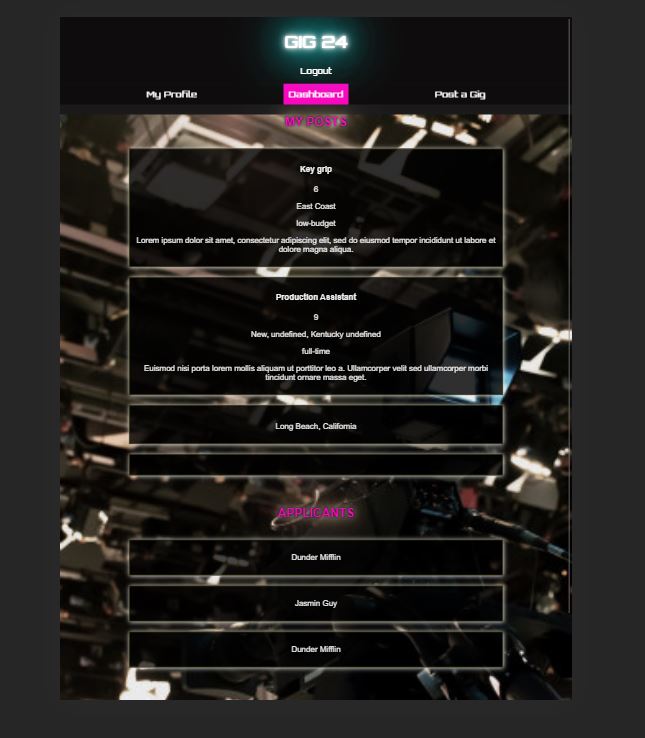 GIG 24
Logout
My Profile Dashboard Post a Gig
MY POSTS
Key grip
6
East Coast
low-budget
Lorem ipsum dolor sit amet, consectetur adipiscing elit, sed do eiusmod tempor incididunt ut labore et
dolore magna aliqua.
Production Assistant
9
New, undefined, Kentucky undefined
full-time
Euismod nisi porta lorem mollis aliquam ut porttitor leo a. Ullamcorper velit sed ullamcorper morbi
tincidunt ornare massa eget.
Long Beach, California
APPLICANTS
Dunder Mifflin
Jasmin Guy
Dunder Mifflin